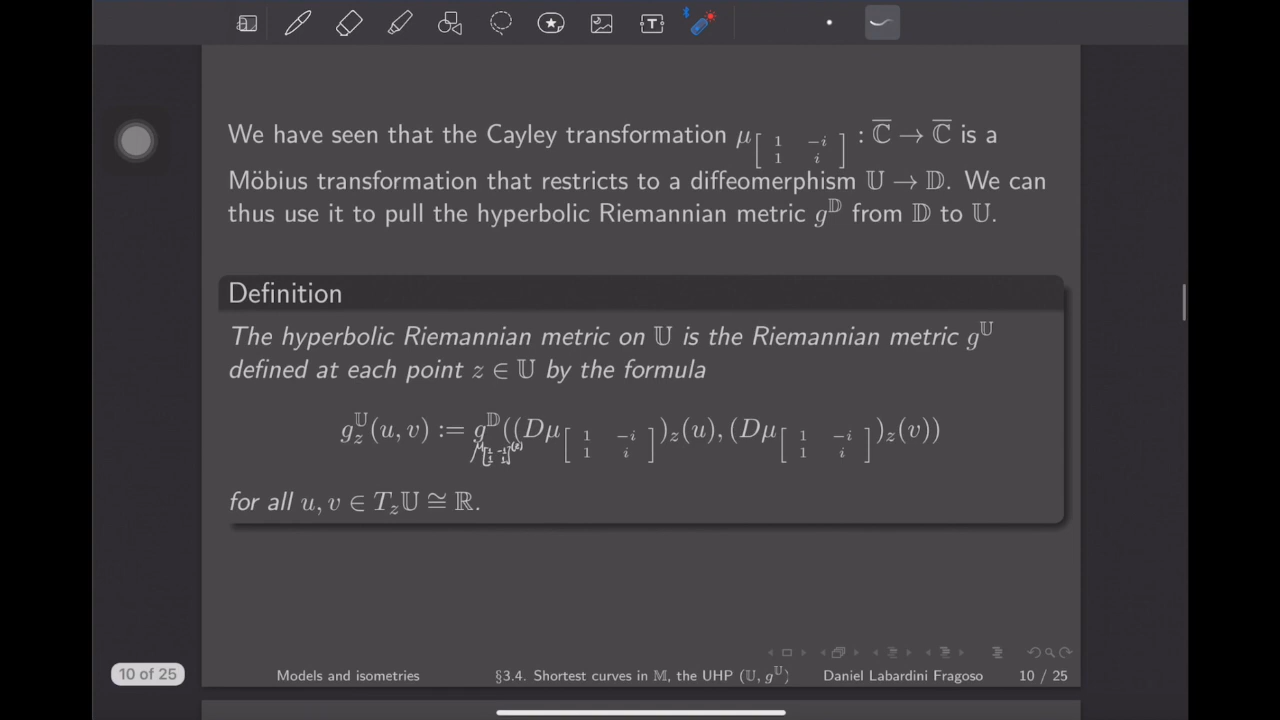 We have seen that the Cayley transformation μ[ 1 −i 1 i ] : ℂ̅ → ℂ̅ is a
Möbius transformation that restricts to a diffeomerphism 𝕌 → 𝔻. We can
thus use it to pull the hyperbolic Riemannian metric g^𝔻 from 𝔻 to 𝕌.
Definition
The hyperbolic Riemannian metric on 𝕌 is the Riemannian metric g^𝕌
defined at each point z ∈ 𝕌 by the formula
g_z^𝕌(u, v) := g^𝔻((Dμ[ 1 −i 1 i ])_z(u), (Dμ[ 1 −i 1 i ])_z(v))
for all u, v ∈ T_z𝕌 ≅ ℝ.
10 of 25
Models and isometries §3.4. Shortest curves in 𝕄, the UHP (𝕌, g^𝕌) Daniel Labardini Fragoso 10 / 25